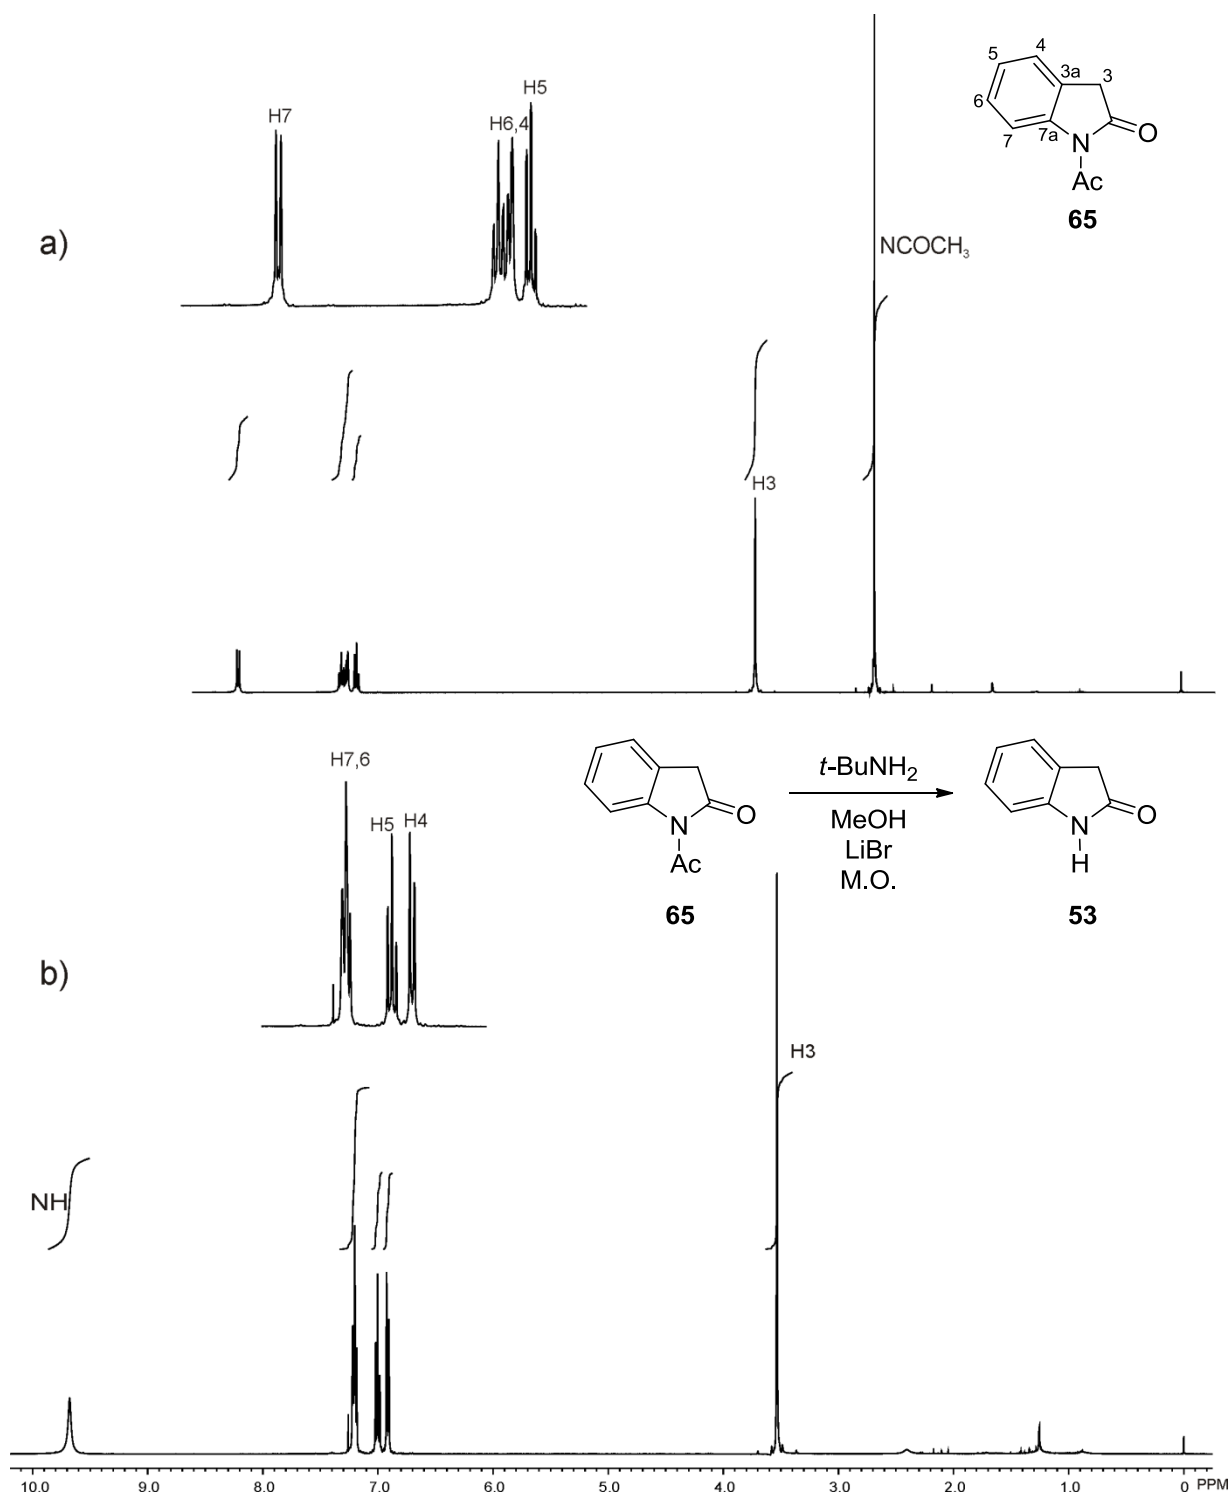 a)
H7
H6,4
H5
4
5
3a
3
6
7a
7
N
O
Ac
65
NCOCH₃
H3
b)
H7,6
H5
H4
N
O
Ac
65
t-BuNH₂
MeOH
LiBr
M.O.
N
O
H
53
H3
NH
10.0 9.0 8.0 7.0 6.0 5.0 4.0 3.0 2.0 1.0 0 PPM